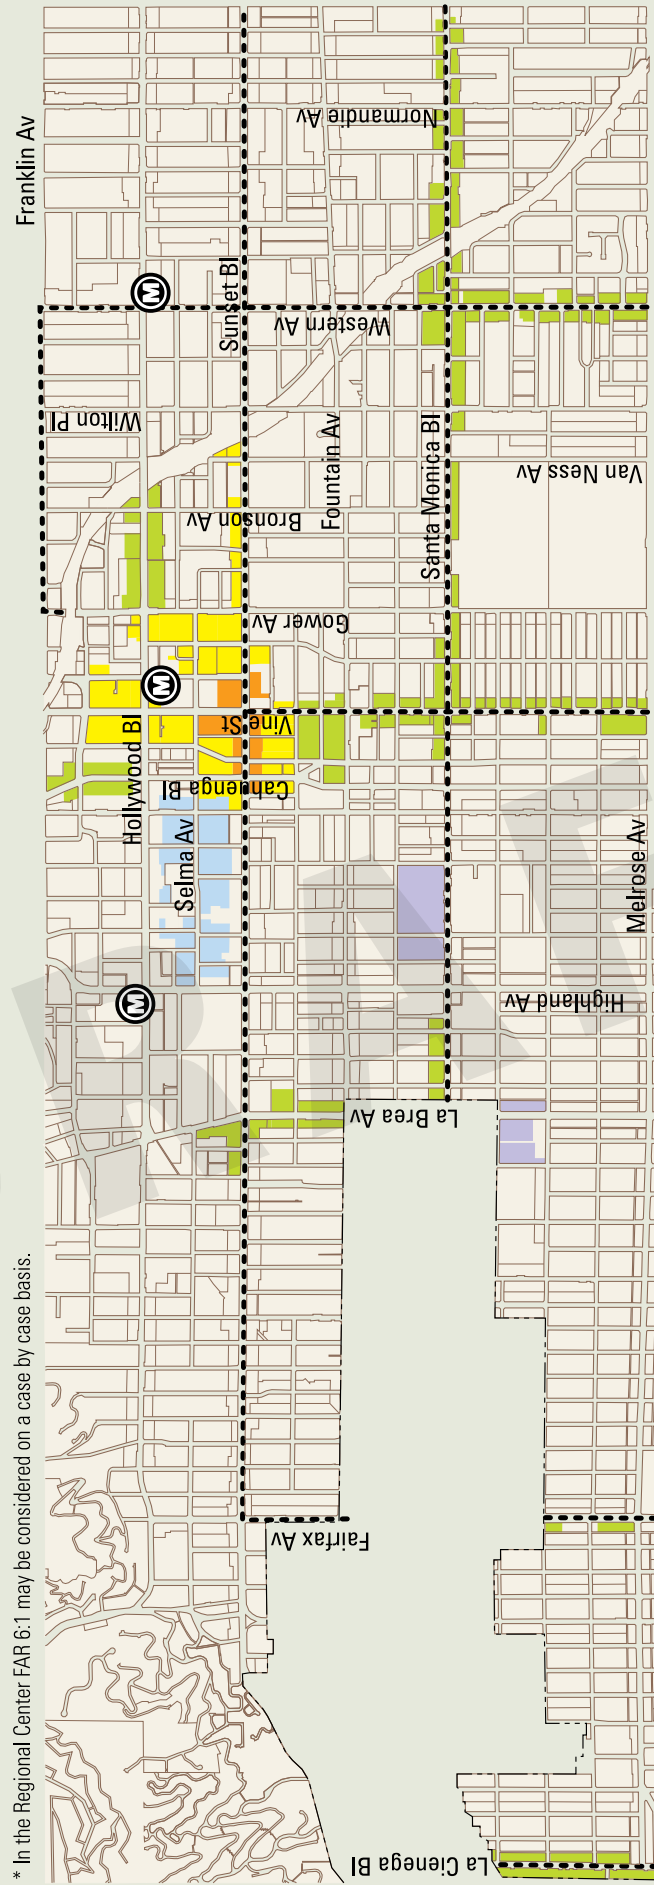 Franklin Av
Normandie Av
M
Sunset Bl
Western Av
Wilton Pl
Fountain Av
Santa Monica Bl
Van Ness Av
Bronson Av
Gower Av
M
Hollywood Bl
Vine St
Cahuenga Bl
Selma Av
Melrose Av
M
Highland Av
La Brea Av
* In the Regional Center FAR 6:1 may be considered on a case by case basis.
Fairfax Av
La Cienega Bl
RAF